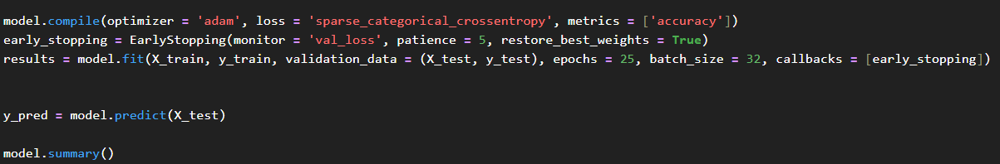 model.compile(optimizer = 'adam', loss = 'sparse_categorical_crossentropy', metrics = ['accuracy'])
early_stopping = EarlyStopping(monitor = 'val_loss', patience = 5, restore_best_weights = True)
results = model.fit(X_train, y_train, validation_data = (X_test, y_test), epochs = 25, batch_size = 32, callbacks = [early_stopping])
y_pred = model.predict(X_test)
model.summary()